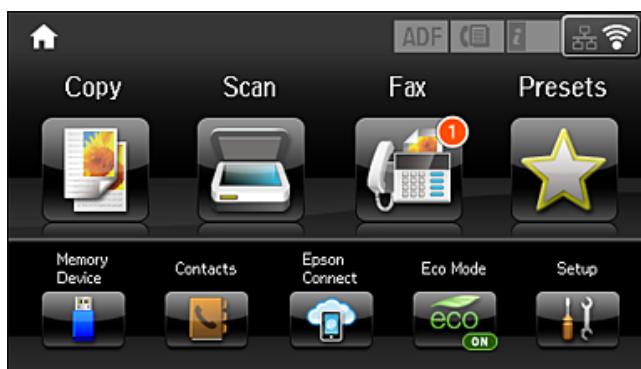 ADF i
Copy Scan Fax Presets
1
Memory Device Contacts Epson Connect Eco Mode Setup
eco
ON